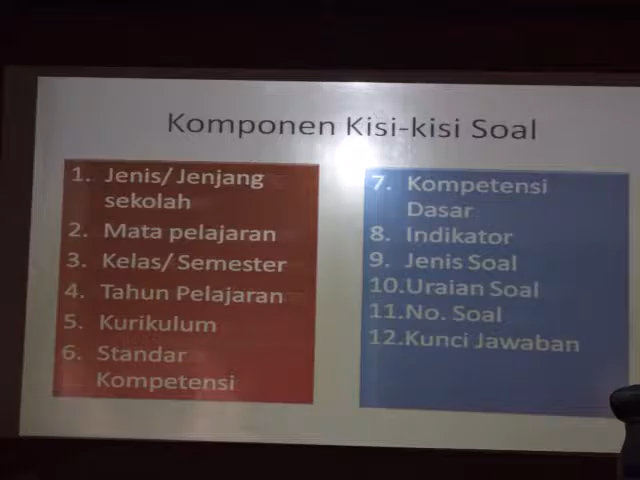 Komponen Kisi-kisi Soal
1. Jenis/ Jenjang
sekolah
2. Mata pelajaran
3. Kelas/ Semester
4. Tahun Pelajaran
5. Kurikulum
6. Standar
Kompetensi
7. Kompetensi
Dasar
8. Indikator
9. Jenis Soal
10.Uraian Soal
11.No. Soal
12.Kunci Jawaban